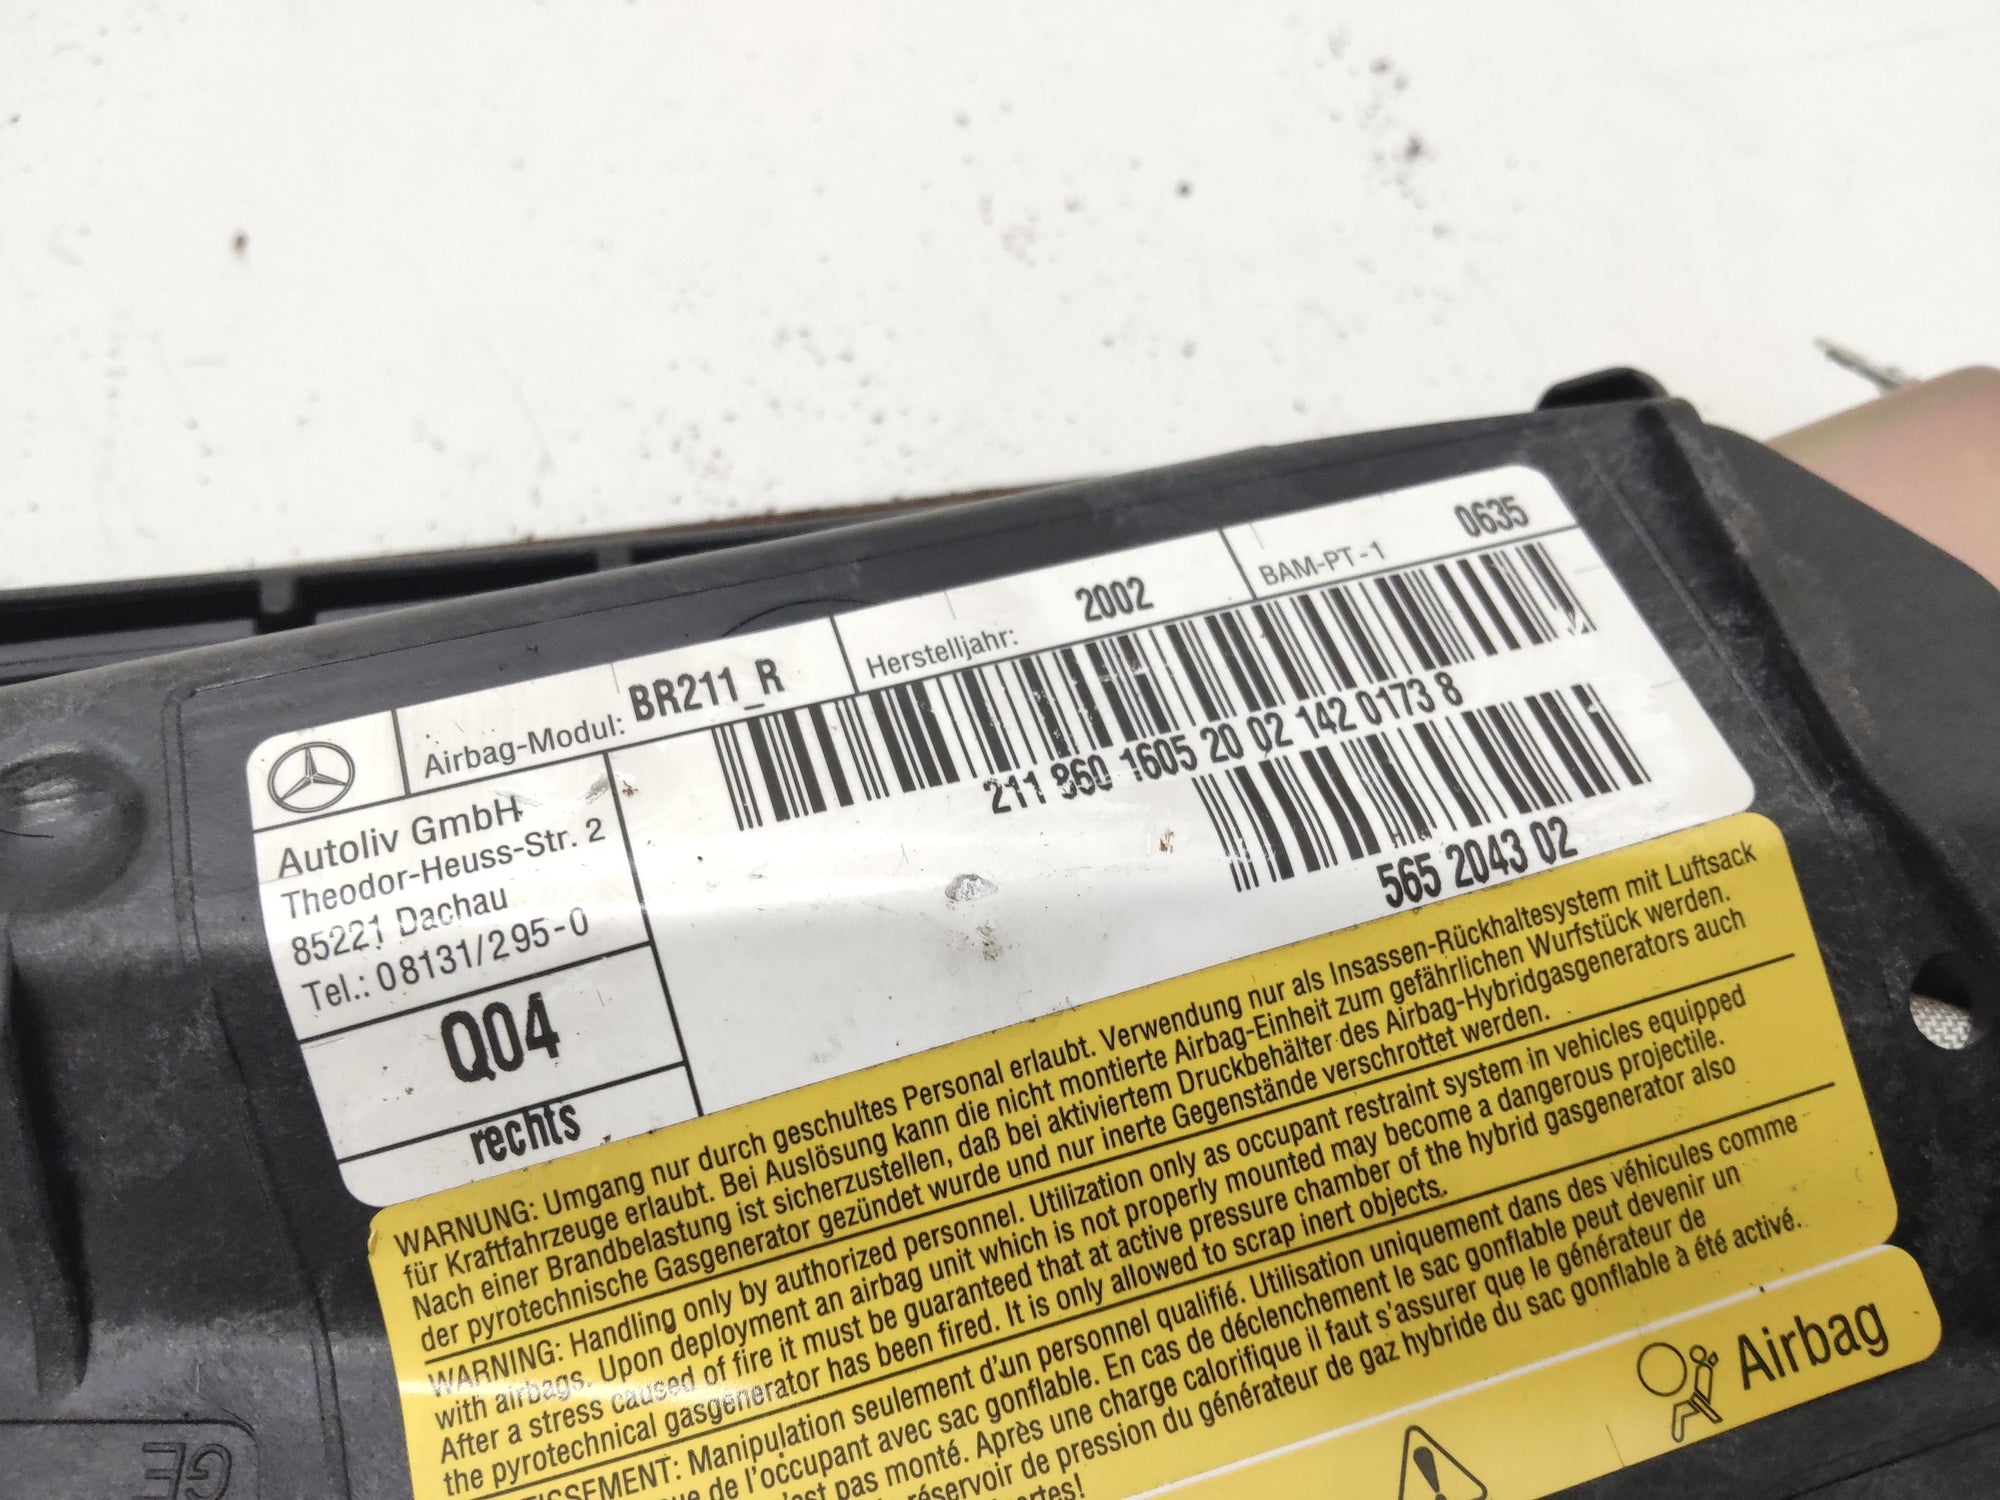 Airbag-Modul: BR211_R
Herstelljahr: 2002
BAM-PT-1 0635
Autoliv GmbH
Theodor-Heuss-Str. 2
85221 Dachau
Tel.: 08131/295-0
211 860 1605 20 02 142 0173 8
565 2043 02
Q04
rechts
WARNUNG: Umgang nur durch geschultes Personal erlaubt. Verwendung nur als Insassen-Rückhaltesystem mit Luftsack
für Kraftfahrzeuge erlaubt. Bei Auslösung kann die nicht montierte Airbag-Einheit zum gefährlichen Wurfstück werden.
Nach einer Brandbelastung ist sicherzustellen, daß bei aktiviertem Druckbehälter des Airbag-Hybridgasgenerators auch
der pyrotechnische Gasgenerator gezündet wurde und nur inerte Gegenstände verschrottet werden.
WARNING: Handling only by authorized personnel. Utilization only as occupant restraint system in vehicles equipped
with airbags. Upon deployment an airbag unit which is not properly mounted may become a dangerous projectile.
After a stress caused of fire it must be guaranteed that at active pressure chamber of the hybrid gasgenerator also
the pyrotechnical gasgenerator has been fired. It is only allowed to scrap inert objects.
TISSEMENT: Manipulation seulement d'un personnel qualifié. Utilisation uniquement dans des véhicules comme
que de l'occupant avec sac gonflable. En cas de déclenchement le sac gonflable peut devenir un
n'est pas monté. Après une charge calorifique il faut s'assurer que le générateur de
réservoir de pression du générateur de gaz hybride du sac gonflable à été activé.
Airbag
GE